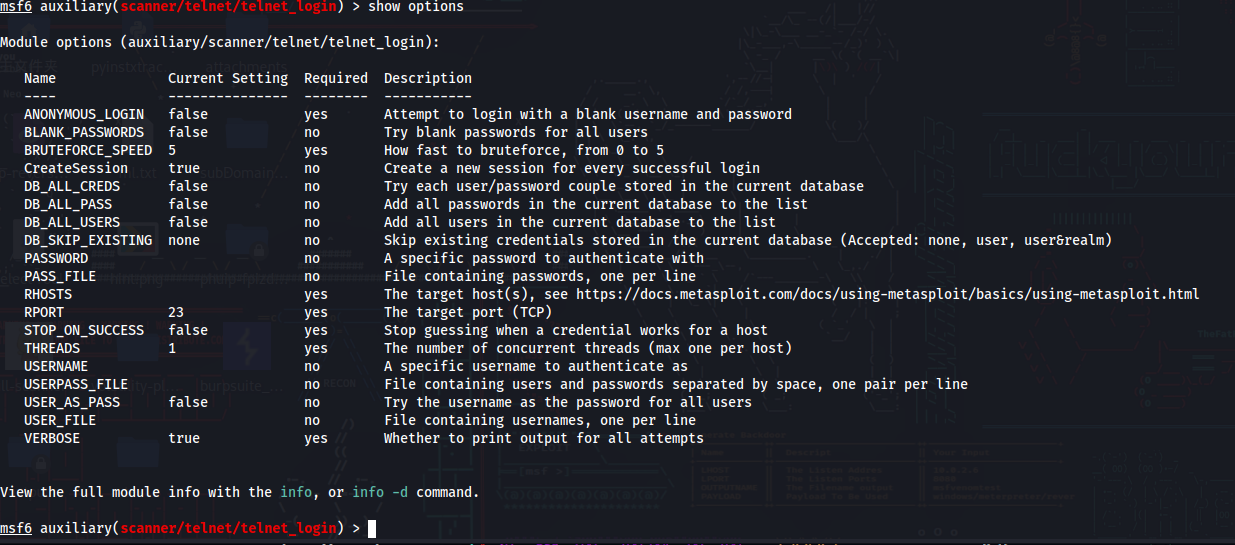 msf6 auxiliary(scanner/telnet/telnet_login) > show options
Module options (auxiliary/scanner/telnet/telnet_login):
Name Current Setting Required Description
---- --------------- -------- -----------
ANONYMOUS_LOGIN false yes Attempt to login with a blank username and password
BLANK_PASSWORDS false no Try blank passwords for all users
BRUTEFORCE_SPEED 5 yes How fast to bruteforce, from 0 to 5
CreateSession true no Create a new session for every successful login
DB_ALL_CREDS false no Try each user/password couple stored in the current database
DB_ALL_PASS false no Add all passwords in the current database to the list
DB_ALL_USERS false no Add all users in the current database to the list
DB_SKIP_EXISTING none no Skip existing credentials stored in the current database (Accepted: none, user, user&realm)
PASSWORD no A specific password to authenticate with
PASS_FILE no File containing passwords, one per line
RHOSTS yes The target host(s), see https://docs.metasploit.com/docs/using-metasploit/basics/using-metasploit.html
RPORT 23 yes The target port (TCP)
STOP_ON_SUCCESS false yes Stop guessing when a credential works for a host
THREADS 1 yes The number of concurrent threads (max one per host)
USERNAME no A specific username to authenticate as
USERPASS_FILE no File containing users and passwords separated by space, one pair per line
USER_AS_PASS false no Try the username as the password for all users
USER_FILE no File containing usernames, one per line
VERBOSE true yes Whether to print output for all attempts
View the full module info with the info, or info -d command.
msf6 auxiliary(scanner/telnet/telnet_login) >